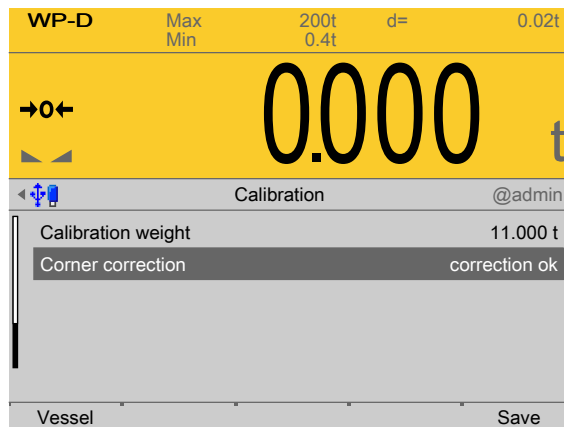 WP-D Max 200t d= 0.02t
Min 0.4t
→0← 0.000 t
Calibration @admin
Calibration weight 11.000 t
Corner correction correction ok
Vessel Save